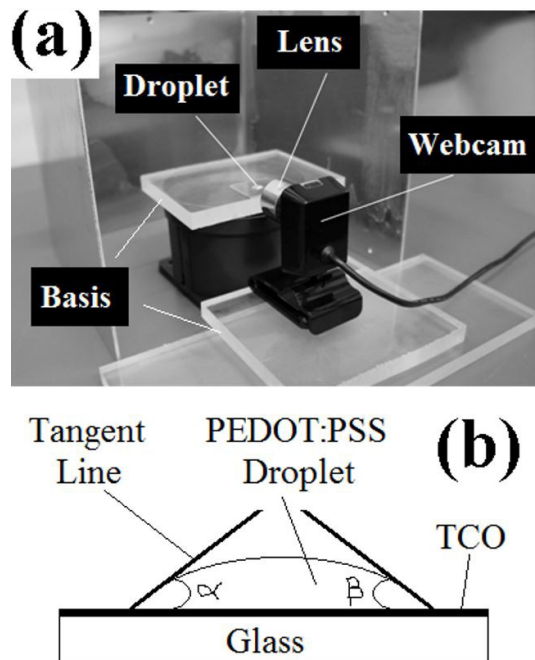 (a)
Lens
Droplet
Webcam
Basis
(b)
Tangent
Line
PEDOT:PSS
Droplet
TCO
α
β
Glass